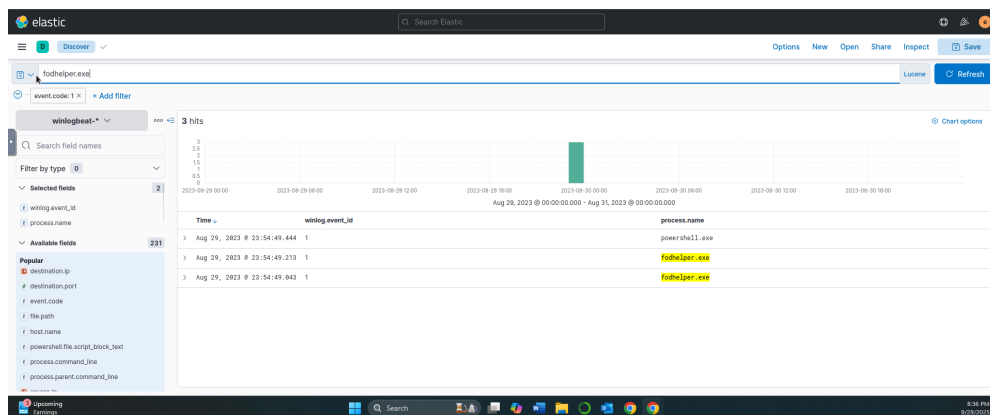 elastic
Search Elastic
D Discover
Options New Open Share Inspect Save
fodhelper.exe Lucene Refresh
event.code: 1 × + Add filter
winlogbeat-*
3 hits Chart options
Search field names
Filter by type 0
Selected fields 2
t winlog.event_id
t process.name
Available fields 231
Popular
destination.ip
# destination.port
t event.code
t file.path
t host.name
t powershell.file.script_block_text
t process.command_line
t process.parent.command_line
3
2.5
2
1.5
1
0.5
0
2023-08-29 00:00 2023-08-29 06:00 2023-08-29 12:00 2023-08-29 18:00 2023-08-30 00:00 2023-08-30 06:00 2023-08-30 12:00 2023-08-30 18:00
Aug 29, 2023 @ 00:00:00.000 - Aug 31, 2023 @ 00:00:00.000
Time winlog.event_id process.name
Aug 29, 2023 @ 23:54:49.444 1 powershell.exe
Aug 29, 2023 @ 23:54:49.213 1 fodhelper.exe
Aug 29, 2023 @ 23:54:49.043 1 fodhelper.exe
Upcoming
Earnings
Search
8:36 PM
9/29/2025